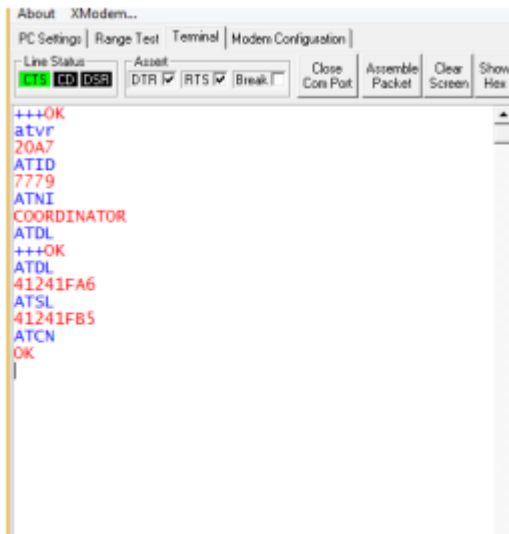 About XModem...
PC Settings Range Test Terminal Modem Configuration
Line Status Assert
CTS CD DSR DTR RTS Break Close Com Port Assemble Packet Clear Screen Show Hex
+++OK
atvr
20A7
ATID
7779
ATNI
COORDINATOR
ATDL
+++OK
ATDL
41241FA6
ATSL
41241FB5
ATCN
OK